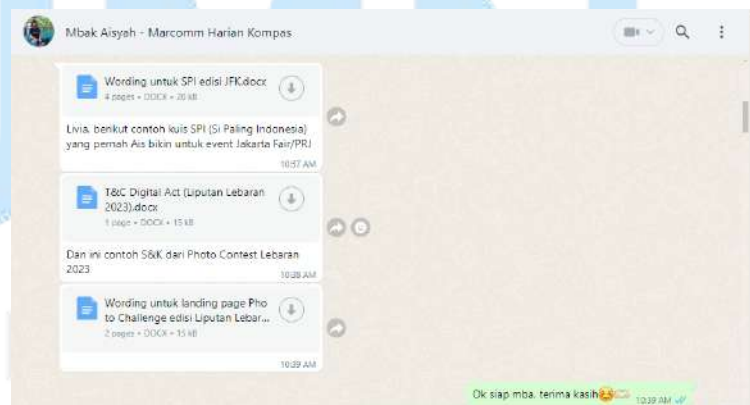 Mbak Aisyah - Marcomm Harian Kompas
Wording untuk SPI edisi JFK.docx
4 pages • DOCX • 20 kB
Livia, berikut contoh kuis SPI (Si Paling Indonesia)
yang pernah Ais bikin untuk event Jakarta Fair/PRJ
10:37 AM
T&C Digital Act (Liputan Lebaran
2023).docx
1 page • DOCX • 15 kB
Dan ini contoh S&K dari Photo Contest Lebaran
2023
10:38 AM
Wording untuk landing page Pho
to Challenge edisi Liputan Lebar...
2 pages • DOCX • 15 kB
10:39 AM
Ok siap mba, terima kasih
10:39 AM